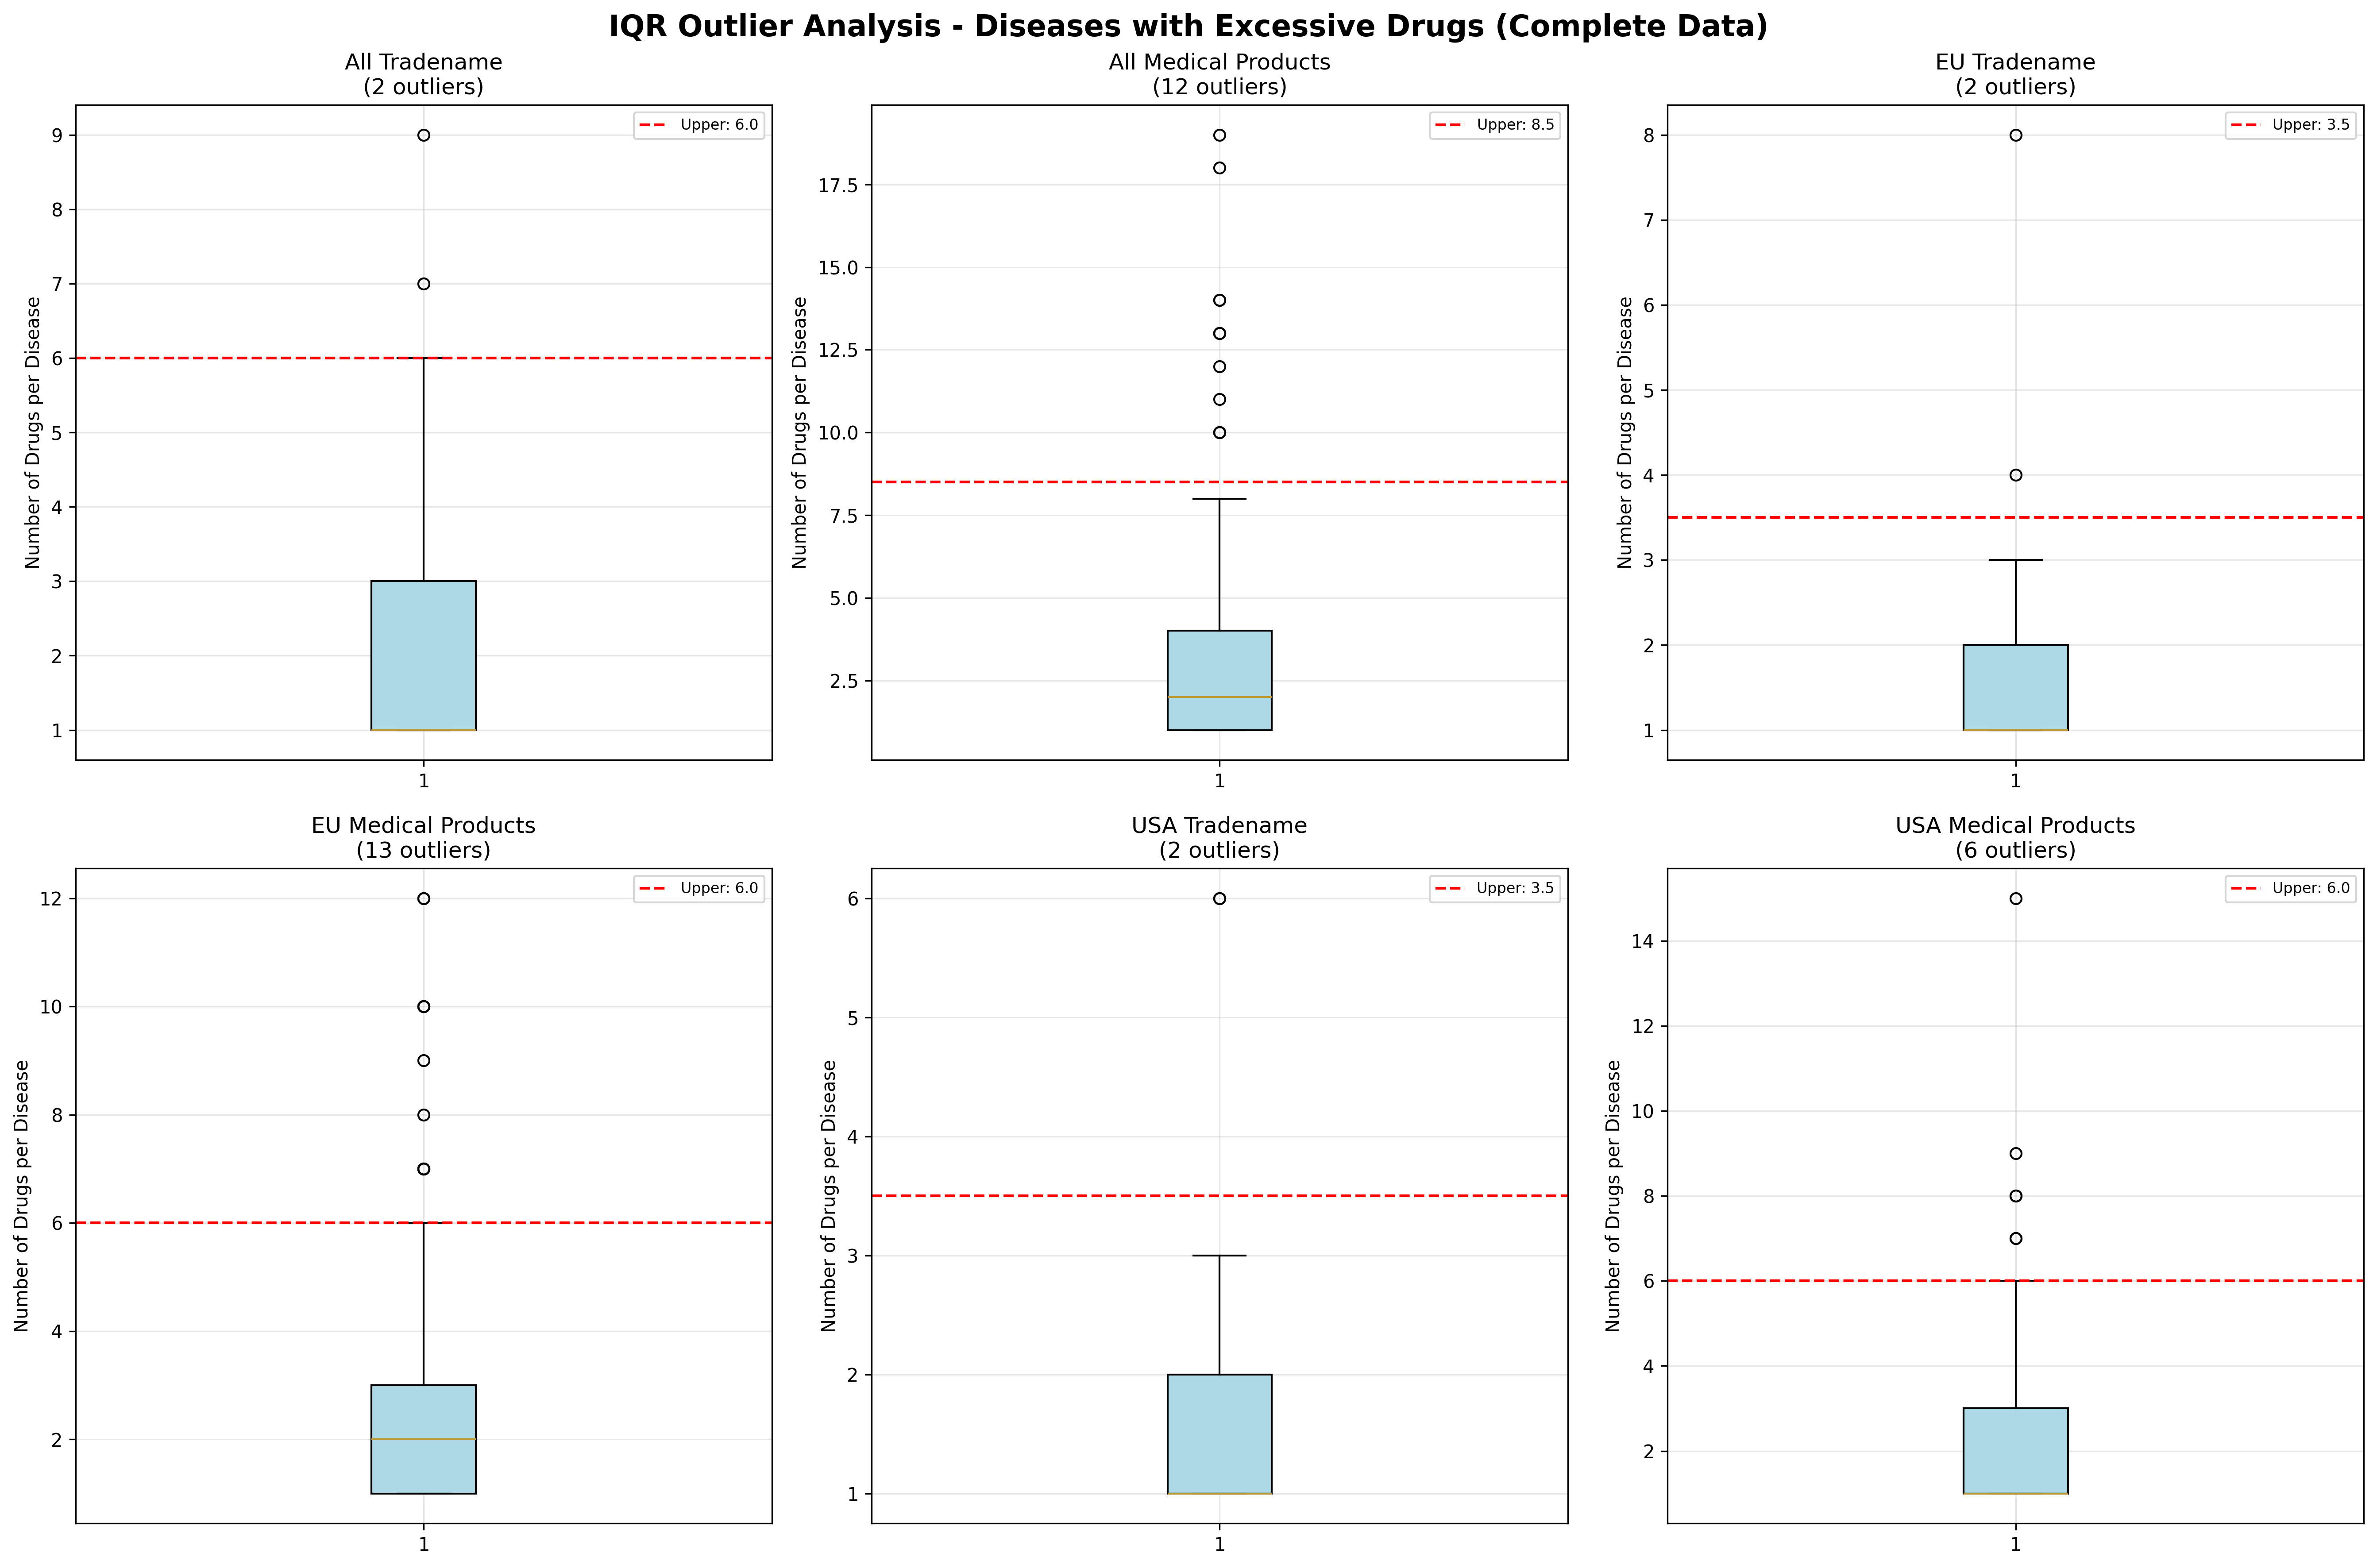 IQR Outlier Analysis - Diseases with Excessive Drugs (Complete Data)
All Tradename
(2 outliers)
Upper: 6.0
Number of Drugs per Disease
9
8
7
6
5
4
3
2
1
1
All Medical Products
(12 outliers)
Upper: 8.5
Number of Drugs per Disease
17.5
15.0
12.5
10.0
7.5
5.0
2.5
1
EU Tradename
(2 outliers)
Upper: 3.5
Number of Drugs per Disease
8
7
6
5
4
3
2
1
1
EU Medical Products
(13 outliers)
Upper: 6.0
Number of Drugs per Disease
12
10
8
6
4
2
1
USA Tradename
(2 outliers)
Upper: 3.5
Number of Drugs per Disease
6
5
4
3
2
1
1
USA Medical Products
(6 outliers)
Upper: 6.0
Number of Drugs per Disease
14
12
10
8
6
4
2
1